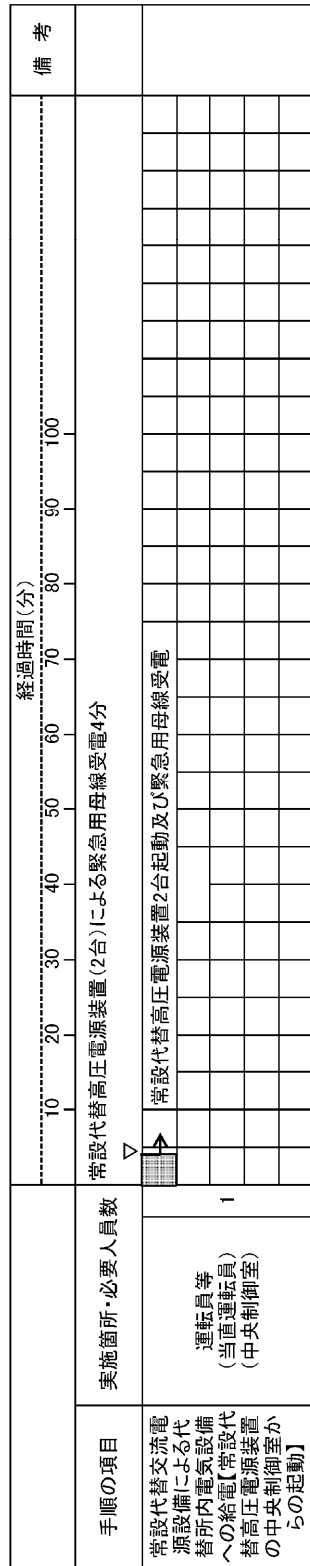 経過時間(分)
備 考
10 20 30 40 50 60 70 80 90 100
手順の項目
実施箇所・必要人員数
常設代替高圧電源装置(2台)による緊急用母線受電4分
▽
常設代替交流電
源設備による代
替所内電気設備
への給電【常設代
替高圧電源装置
の中央制御室か
らの起動】
運転員等
(当直運転員)
(中央制御室)
1
常設代替高圧電源装置2台起動及び緊急用母線受電